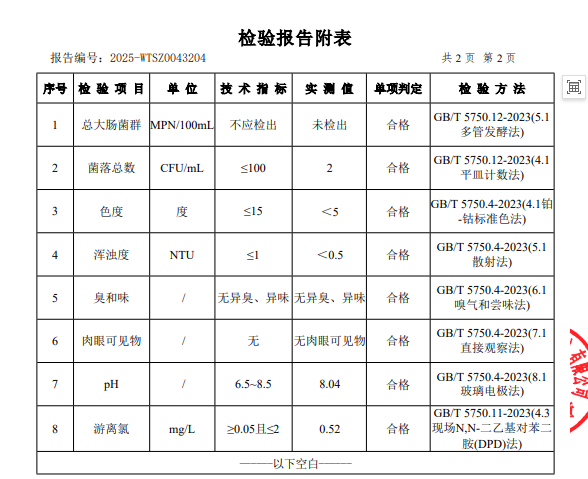 检验报告附表
报告编号：2025-WTSZ0043204 共 2 页 第 2 页
序号 检 验 项 目 单 位 技 术 指 标 实 测 值 单项判定 检 验 方 法
1 总大肠菌群 MPN/100mL 不应检出 未检出 合格 GB/T 5750.12-2023(5.1
多管发酵法)
2 菌落总数 CFU/mL ≤100 2 合格 GB/T 5750.12-2023(4.1
平皿计数法)
3 色度 度 ≤15 ＜5 合格 GB/T 5750.4-2023(4.1铂
-钴标准色法)
4 浑浊度 NTU ≤1 ＜0.5 合格 GB/T 5750.4-2023(5.1
散射法)
5 臭和味 / 无异臭、异味 无异臭、异味 合格 GB/T 5750.4-2023(6.1
嗅气和尝味法)
6 肉眼可见物 / 无 无肉眼可见物 合格 GB/T 5750.4-2023(7.1
直接观察法)
7 pH / 6.5~8.5 8.04 合格 GB/T 5750.4-2023(8.1
玻璃电极法)
8 游离氯 mg/L ≥0.05且≤2 0.52 合格 GB/T 5750.11-2023(4.3
现场N,N-二乙基对苯二
胺(DPD)法)
------以下空白------
有限公司